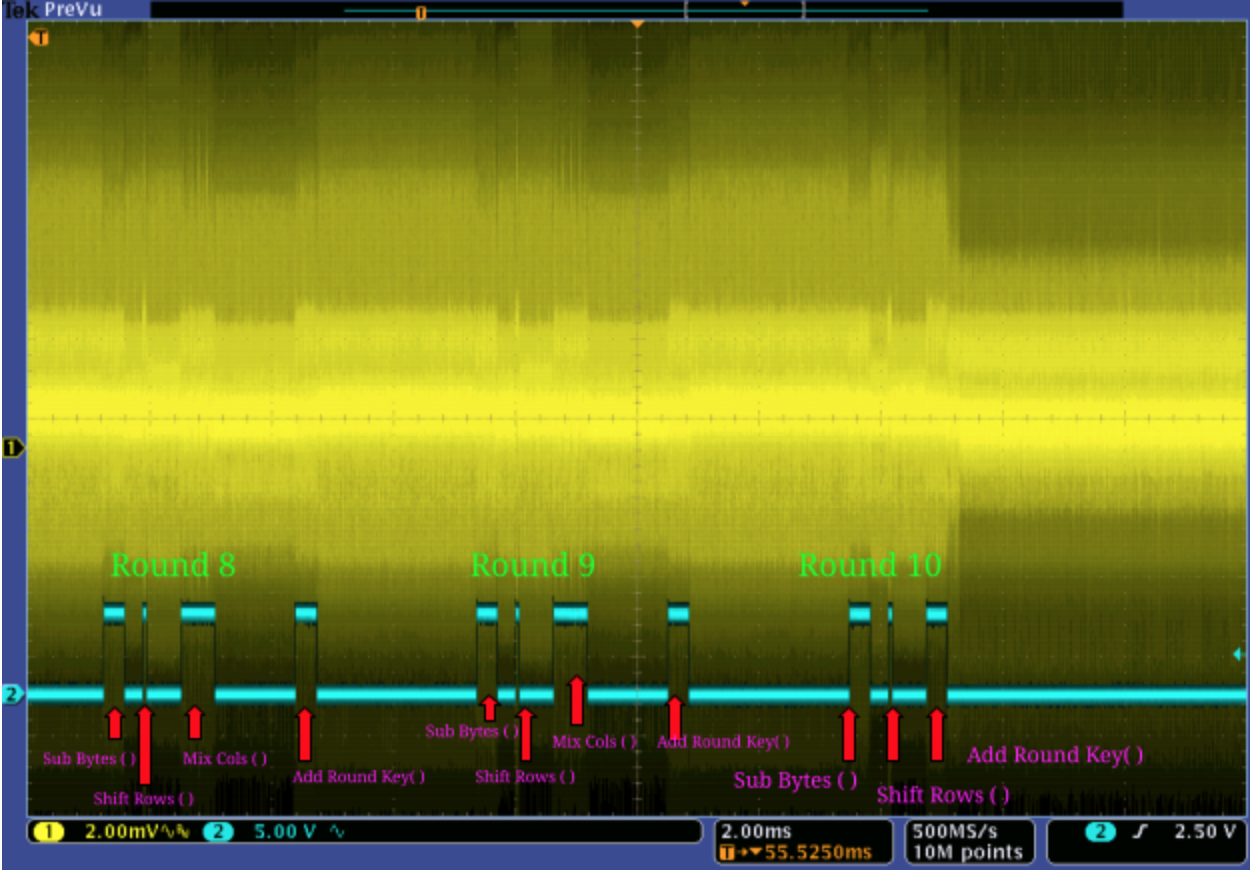 Tek PreVu
T
T
1
Round 8 Round 9 Round 10
2
Sub Bytes ( ) Mix Cols ( ) Sub Bytes ( ) Mix Cols ( ) Add Round Key( ) Add Round Key( )
Add Round Key( ) Shift Rows ( ) Sub Bytes ( )
Shift Rows ( ) Shift Rows ( )
1 2.00mV 2 5.00 V 2.00ms 500MS/s 2 2.50 V
T 55.5250ms 10M points